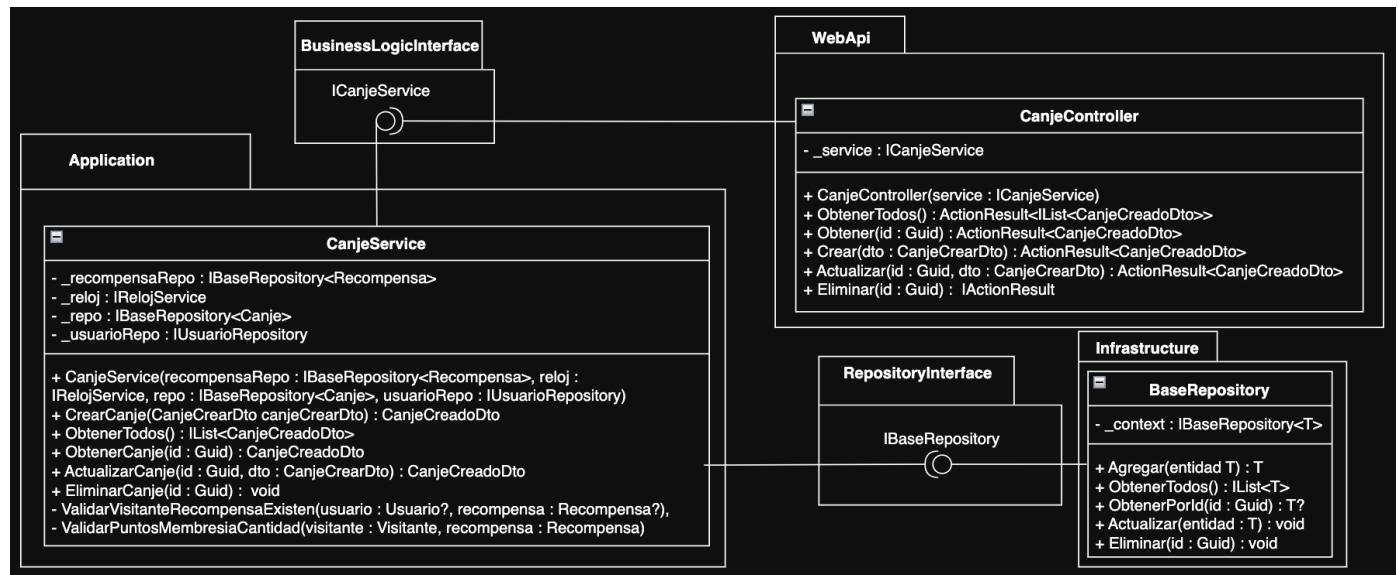 BusinessLogicInterface
ICanjeService
WebApi
CanjeController
- _service : ICanjeService
+ CanjeController(service : ICanjeService)
+ ObtenerTodos() : ActionResult<IList<CanjeCreadoDto>>
+ Obtener(id : Guid) : ActionResult<CanjeCreadoDto>
+ Crear(dto : CanjeCrearDto) : ActionResult<CanjeCreadoDto>
+ Actualizar(id : Guid, dto : CanjeCrearDto) : ActionResult<CanjeCreadoDto>
+ Eliminar(id : Guid) : IActionResult
Application
CanjeService
- _recompensaRepo : IBaseRepository<Recompensa>
- _reloj : IRelojService
- _repo : IBaseRepository<Canje>
- _usuarioRepo : IUsuarioRepository
+ CanjeService(recompensaRepo : IBaseRepository<Recompensa>, reloj :
IRelojService, repo : IBaseRepository<Canje>, usuarioRepo : IUsuarioRepository)
+ CrearCanje(CanjeCrearDto canjeCrearDto) : CanjeCreadoDto
+ ObtenerTodos() : IList<CanjeCreadoDto>
+ ObtenerCanje(id : Guid) : CanjeCreadoDto
+ ActualizarCanje(id : Guid, dto : CanjeCrearDto) : CanjeCreadoDto
+ EliminarCanje(id : Guid) : void
- ValidarVisitanteRecompensaExisten(usuario : Usuario?, recompensa : Recompensa?),
- ValidarPuntosMembresiaCantidad(visitante : Visitante, recompensa : Recompensa)
RepositoryInterface
IBaseRepository
Infrastructure
BaseRepository
- _context : IBaseRepository<T>
+ Agregar(entidad T) : T
+ ObtenerTodos() : IList<T>
+ ObtenerPorId(id : Guid) : T?
+ Actualizar(entidad : T) : void
+ Eliminar(id : Guid) : void